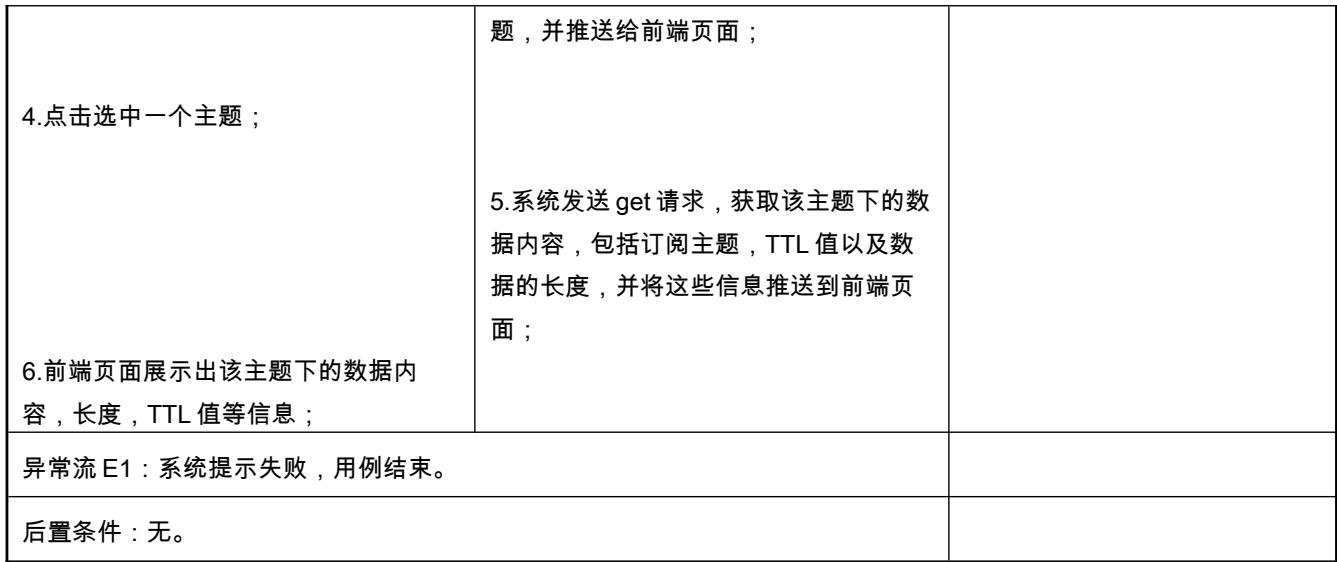 题，并推送给前端页面；
4.点击选中一个主题；
5.系统发送 get 请求，获取该主题下的数
据内容，包括订阅主题，TTL 值以及数
据的长度，并将这些信息推送到前端页
面；
6.前端页面展示出该主题下的数据内
容，长度，TTL 值等信息；
异常流 E1：系统提示失败，用例结束。
后置条件：无。